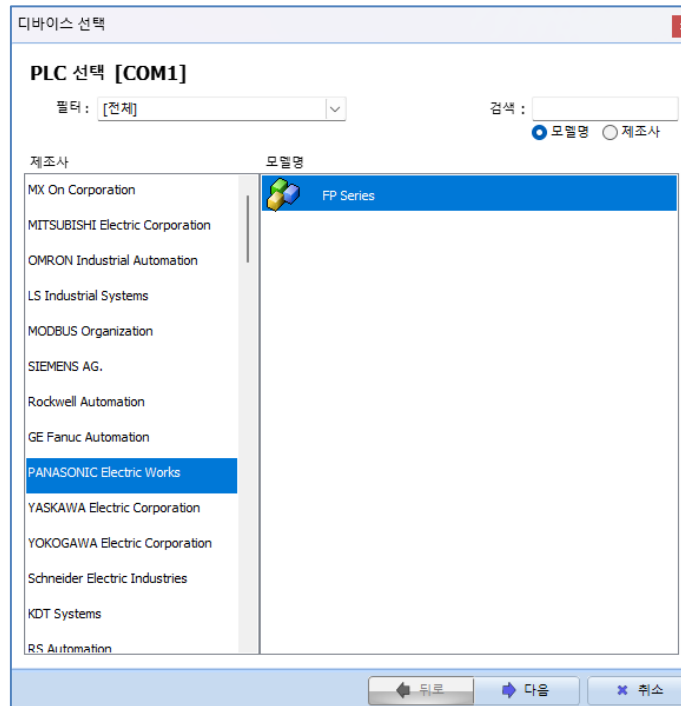 디바이스 선택
PLC 선택 [COM1]
필터 : [전체] 검색 :
모델명 제조사
제조사 모델명
MX On Corporation FP Series
MITSUBISHI Electric Corporation
OMRON Industrial Automation
LS Industrial Systems
MODBUS Organization
SIEMENS AG.
Rockwell Automation
GE Fanuc Automation
PANASONIC Electric Works
YASKAWA Electric Corporation
YOKOGAWA Electric Corporation
Schneider Electric Industries
KDT Systems
RS Automation
뒤로 다음 취소